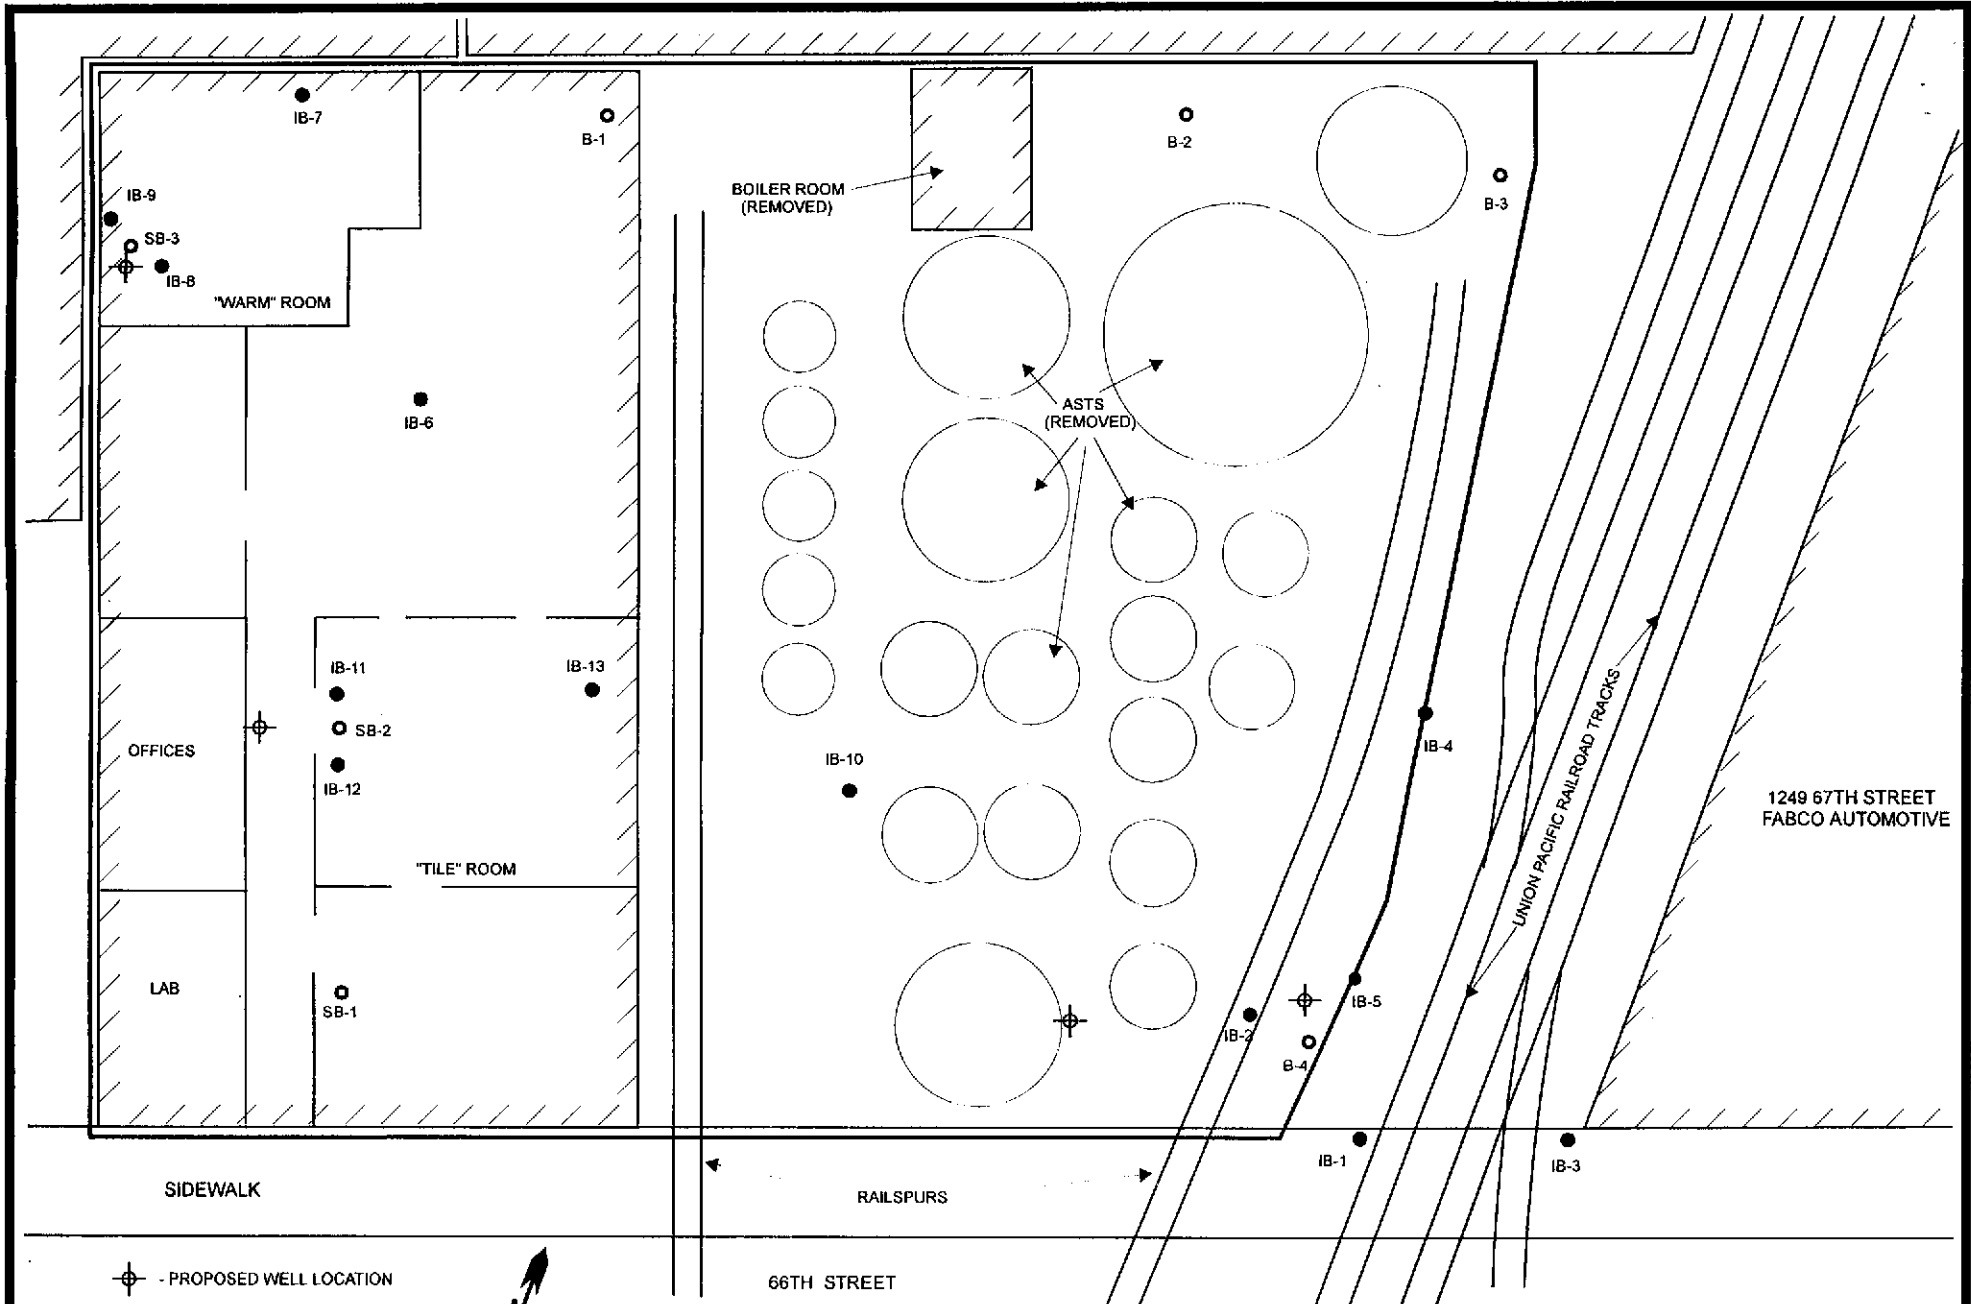 IB-7
B-1
B-2
BOILER ROOM
(REMOVED)
B-3
IB-9
SB-3
IB-8
"WARM" ROOM
ASTS
(REMOVED)
IB-6
IB-11
IB-13
SB-2
OFFICES
IB-12
IB-10
IB-4
UNION PACIFIC RAILROAD TRACKS
1249 67TH STREET
FABCO AUTOMOTIVE
"TILE" ROOM
LAB
SB-1
IB-2
IB-5
B-4
IB-1
IB-3
SIDEWALK
RAILSPURS
- PROPOSED WELL LOCATION
66TH STREET